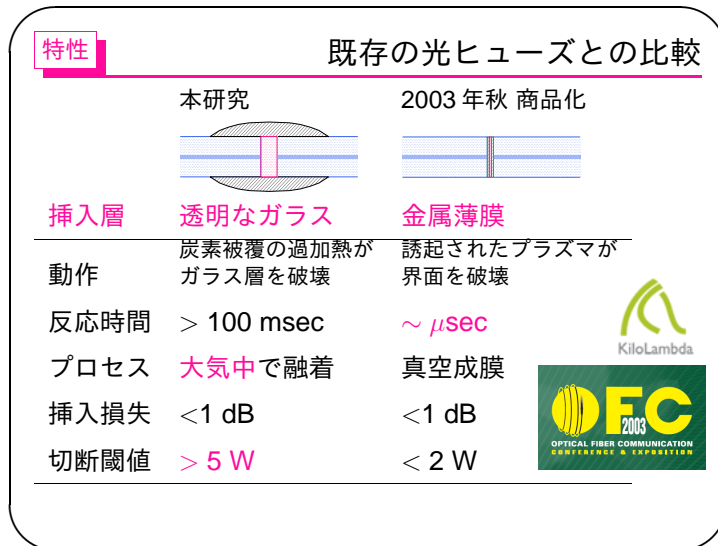 特性
既存の光ヒューズとの比較
本研究
2003年秋 商品化
挿入層 透明なガラス 金属薄膜
動作 炭素被覆の過加熱が 誘起されたプラズマが
ガラス層を破壊 界面を破壊
反応時間 > 100 msec ~ μsec
プロセス 大気中で融着 真空成膜
挿入損失 <1 dB <1 dB
切断閾値 > 5 W < 2 W
KiloLambda
OFC
2003
OPTICAL FIBER COMMUNICATION
CONFERENCE & EXPOSITION